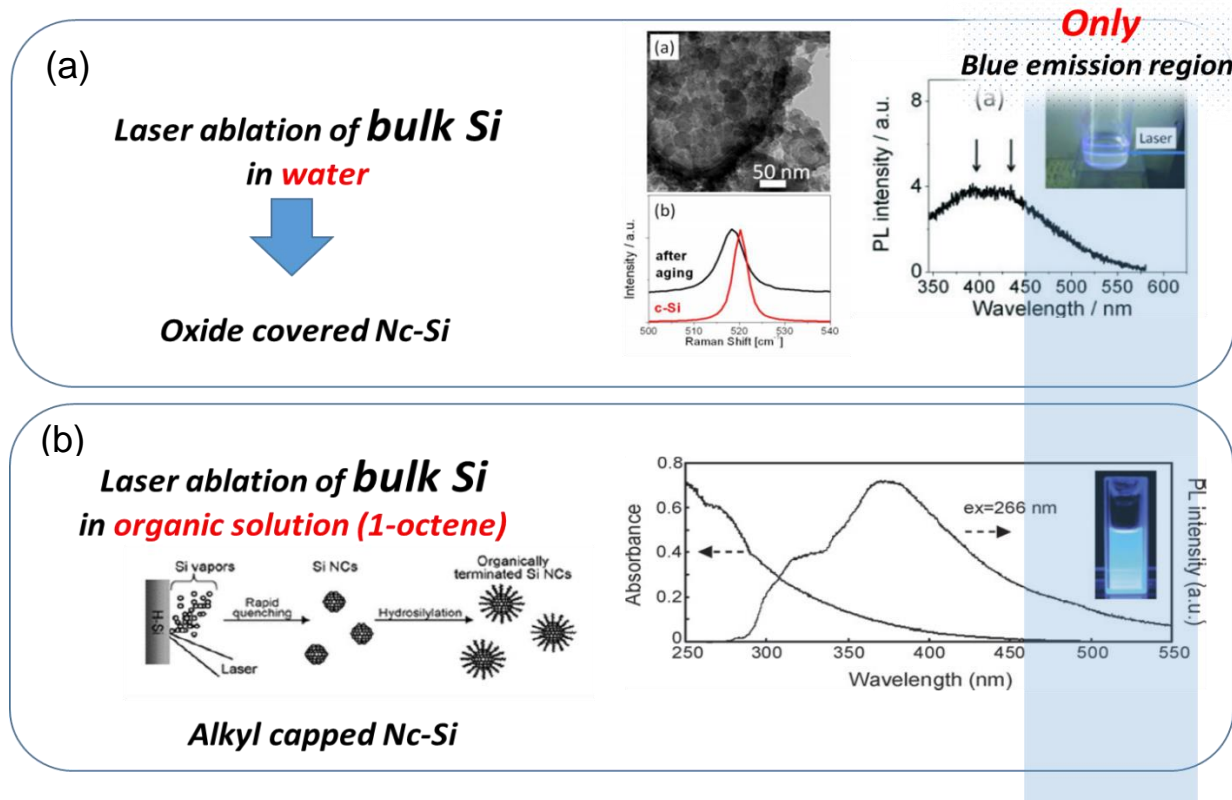 (a)
Laser ablation of bulk Si
in water
Oxide covered Nc-Si
(a)
50 nm
(b)
Intensity / a.u.
after
aging
c-Si
500 510 520 530 540
Raman Shift [cm⁻¹]
Only
Blue emission region
(a)
Laser
PL intensity / a.u.
8
4
0
350 400 450 500 550 600
Wavelength / nm
(b)
Laser ablation of bulk Si
in organic solution (1-octene)
Si vapors
Si NCs
Organically
terminated Si NCs
Rapid
quenching
Hydrosilylation
H-Si
Laser
Alkyl capped Nc-Si
Absorbance
0.8
0.6
0.4
0.2
0
ex=266 nm
PL intensity (a.u.)
250 300 350 400 450 500 550
Wavelength (nm)